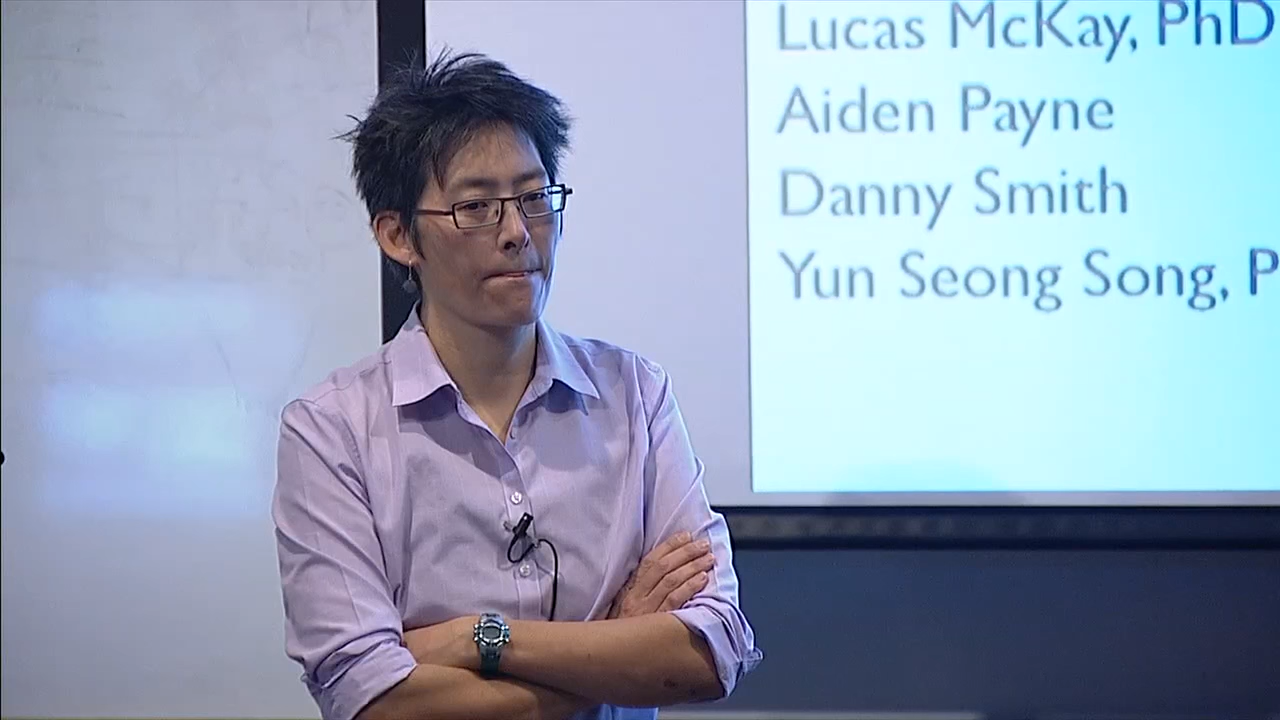 Lucas McKay, PhD
Aiden Payne
Danny Smith
Yun Seong Song, P